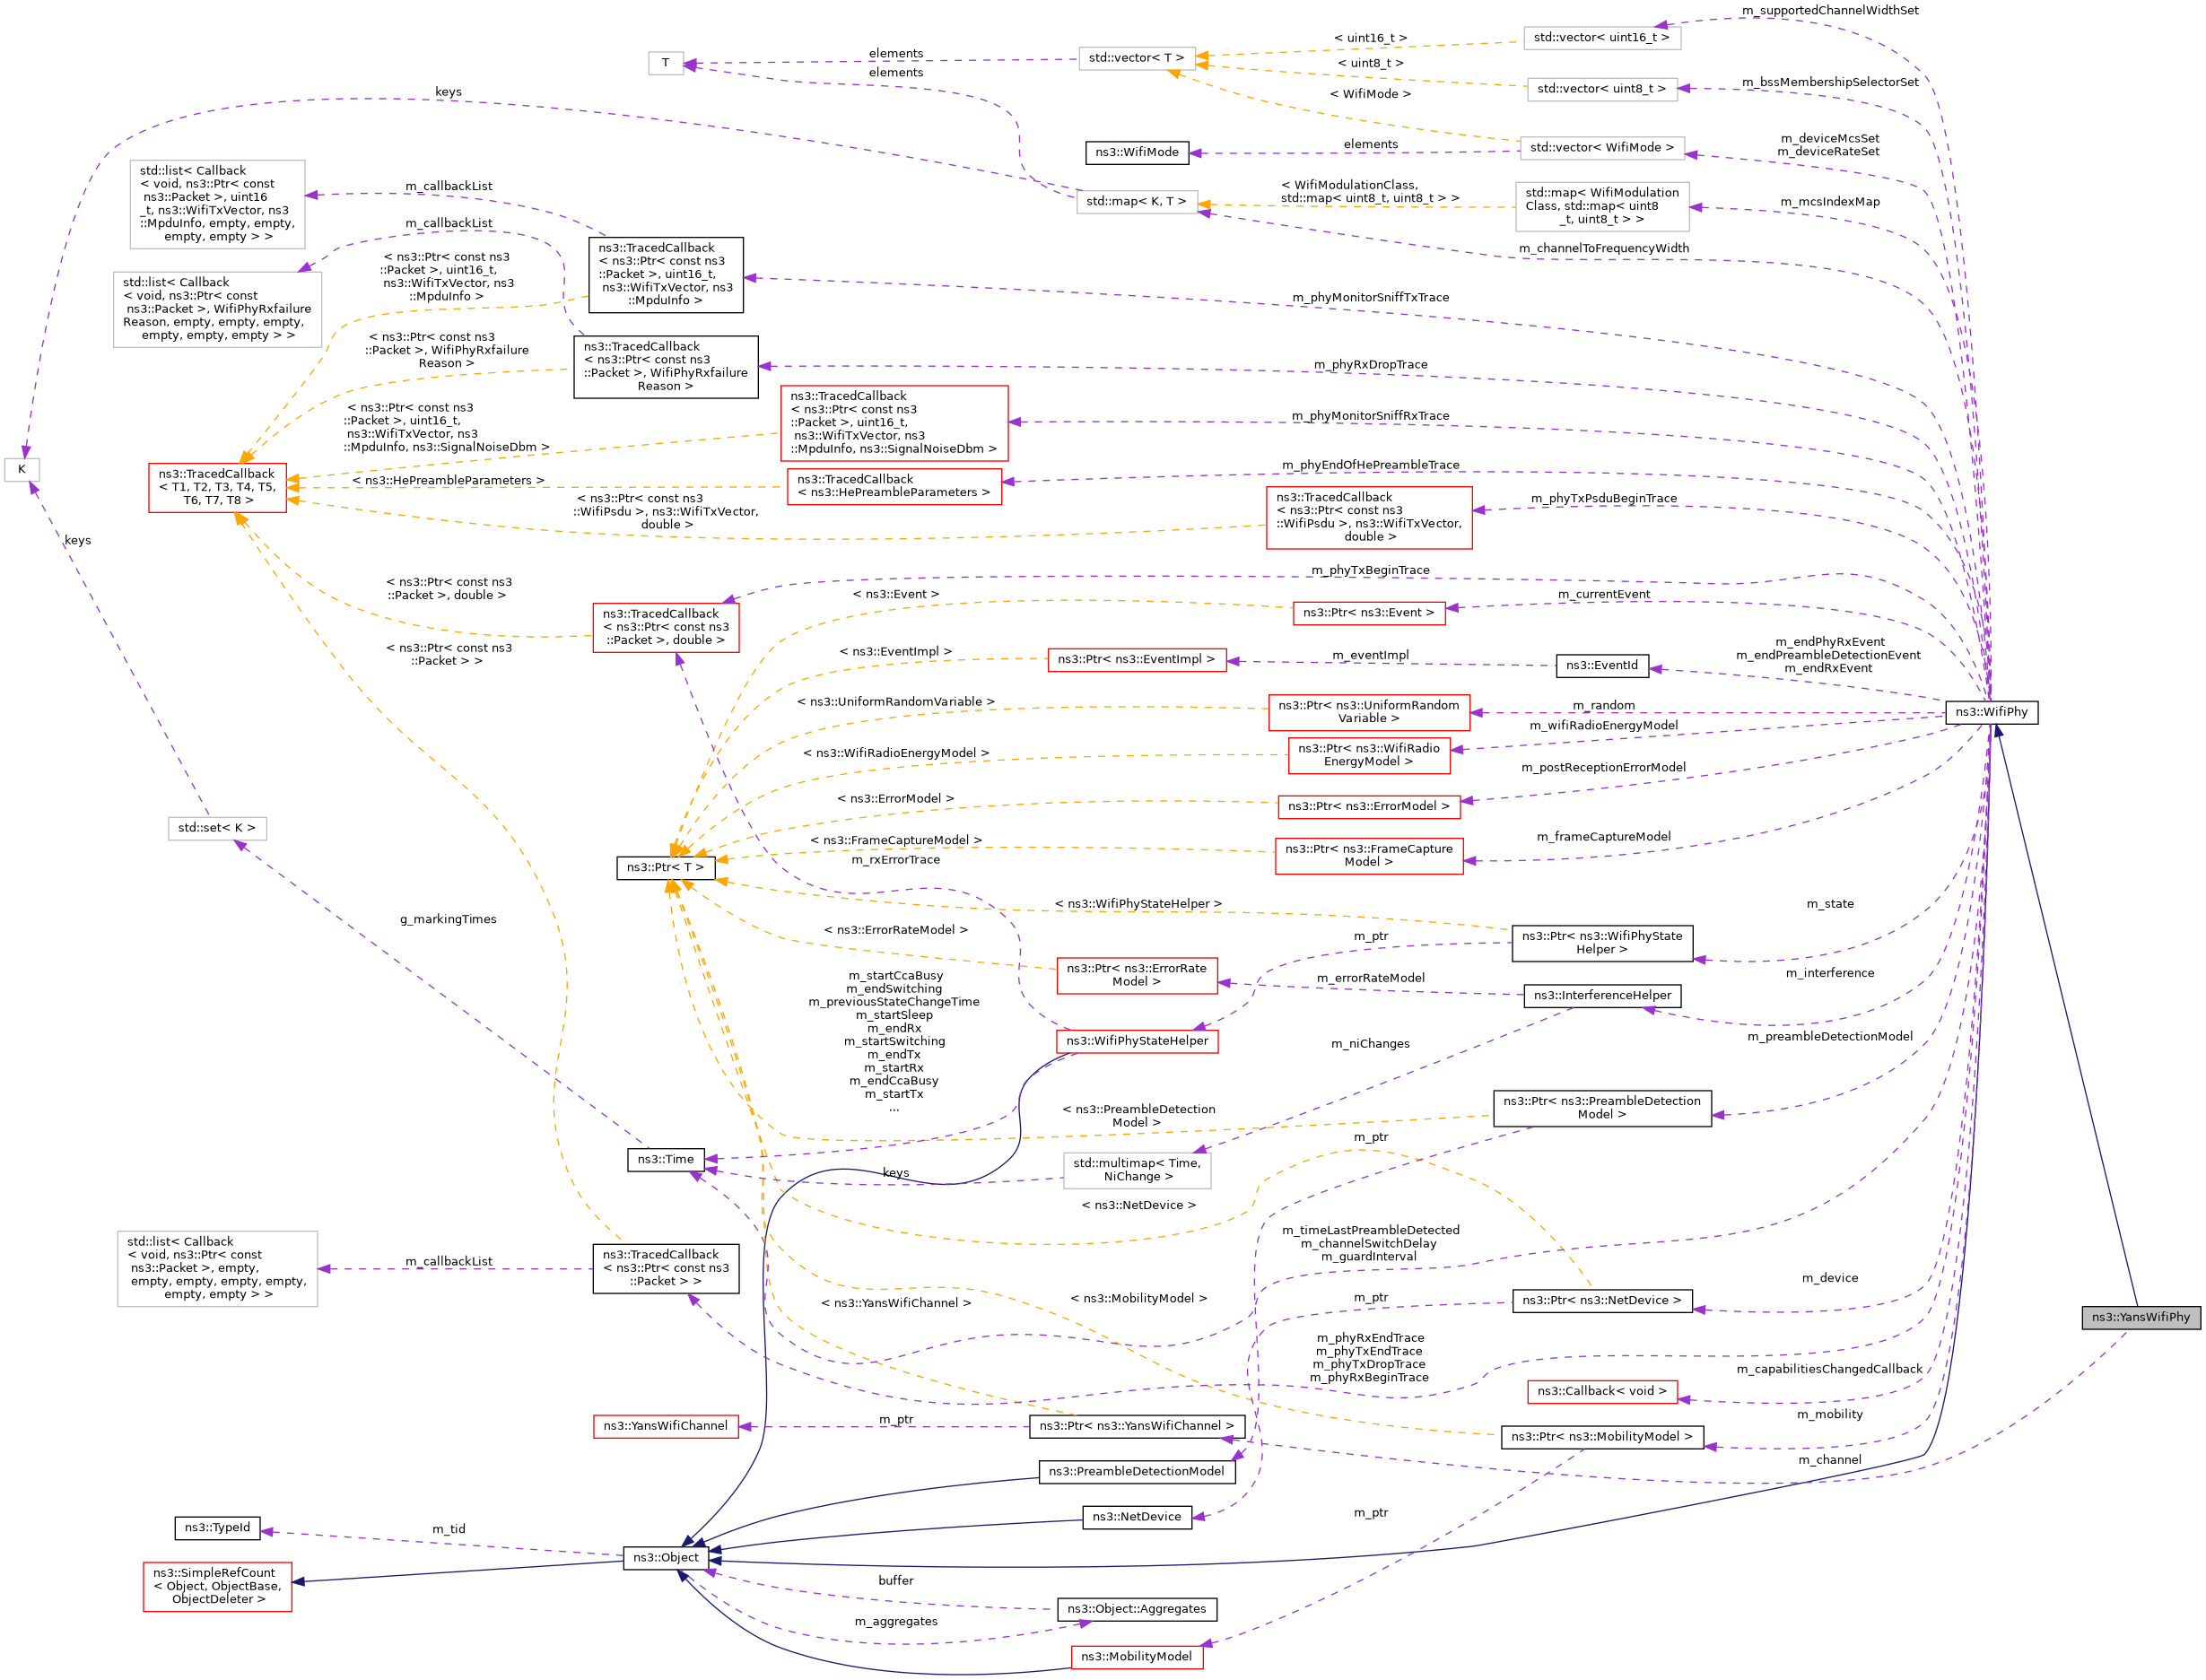 m_supportedChannelWidthSet
std::vector< uint16_t >
< uint16_t >
elements
T
std::vector< T >
< uint8_t >
elements
m_bssMembershipSelectorSet
std::vector< uint8_t >
keys
< WifiMode >
m_deviceMcsSet
m_deviceRateSet
std::vector< WifiMode >
elements
ns3::WifiMode
std::list< Callback
< void, ns3::Ptr< const
ns3::Packet >, uint16
_t, ns3::WifiTxVector, ns3
::MpduInfo, empty, empty,
empty, empty > >
m_callbackList
std::map< K, T >
< WifiModulationClass,
std::map< uint8_t, uint8_t > >
std::map< WifiModulation
Class, std::map< uint8
_t, uint8_t > >
m_mcsIndexMap
m_callbackList
m_channelToFrequencyWidth
ns3::TracedCallback
< ns3::Ptr< const ns3
::Packet >, uint16_t,
ns3::WifiTxVector, ns3
::MpduInfo >
< ns3::Ptr< const ns3
::Packet >, uint16_t,
ns3::WifiTxVector, ns3
::MpduInfo >
std::list< Callback
< void, ns3::Ptr< const
ns3::Packet >, WifiPhyRxfailure
Reason, empty, empty, empty,
empty, empty, empty > >
m_phyMonitorSniffTxTrace
< ns3::Ptr< const ns3
::Packet >, WifiPhyRxfailure
Reason >
ns3::TracedCallback
< ns3::Ptr< const ns3
::Packet >, WifiPhyRxfailure
Reason >
m_phyRxDropTrace
ns3::TracedCallback
< ns3::Ptr< const ns3
::Packet >, uint16_t,
ns3::WifiTxVector, ns3
::MpduInfo, ns3::SignalNoiseDbm >
< ns3::Ptr< const ns3
::Packet >, uint16_t,
ns3::WifiTxVector, ns3
::MpduInfo, ns3::SignalNoiseDbm >
m_phyMonitorSniffRxTrace
K
ns3::TracedCallback
< T1, T2, T3, T4, T5,
T6, T7, T8 >
< ns3::HePreambleParameters >
ns3::TracedCallback
< ns3::HePreambleParameters >
m_phyEndOfHePreambleTrace
< ns3::Ptr< const ns3
::WifiPsdu >, ns3::WifiTxVector,
double >
ns3::TracedCallback
< ns3::Ptr< const ns3
::WifiPsdu >, ns3::WifiTxVector,
double >
m_phyTxPsduBeginTrace
keys
< ns3::Ptr< const ns3
::Packet >, double >
m_phyTxBeginTrace
ns3::TracedCallback
< ns3::Ptr< const ns3
::Packet >, double >
< ns3::Event >
ns3::Ptr< ns3::Event >
m_currentEvent
< ns3::Ptr< const ns3
::Packet > >
< ns3::EventImpl >
ns3::Ptr< ns3::EventImpl >
m_eventImpl
ns3::EventId
m_endPhyRxEvent
m_endPreambleDetectionEvent
m_endRxEvent
< ns3::UniformRandomVariable >
ns3::Ptr< ns3::UniformRandom
Variable >
m_random
ns3::WifiPhy
< ns3::WifiRadioEnergyModel >
ns3::Ptr< ns3::WifiRadio
EnergyModel >
m_wifiRadioEnergyModel
m_postReceptionErrorModel
< ns3::ErrorModel >
ns3::Ptr< ns3::ErrorModel >
std::set< K >
< ns3::FrameCaptureModel >
ns3::Ptr< ns3::FrameCapture
Model >
m_frameCaptureModel
m_rxErrorTrace
ns3::Ptr< T >
< ns3::WifiPhyStateHelper >
m_state
g_markingTimes
< ns3::ErrorRateModel >
m_ptr
ns3::Ptr< ns3::WifiPhyState
Helper >
ns3::Ptr< ns3::ErrorRate
Model >
m_errorRateModel
m_interference
ns3::InterferenceHelper
m_startCcaBusy
m_endSwitching
m_previousStateChangeTime
m_startSleep
m_endRx
m_startSwitching
m_endTx
m_startRx
m_endCcaBusy
m_startTx
...
ns3::WifiPhyStateHelper
m_niChanges
m_preambleDetectionModel
< ns3::PreambleDetection
Model >
ns3::Ptr< ns3::PreambleDetection
Model >
m_ptr
ns3::Time
keys
std::multimap< Time,
NiChange >
< ns3::NetDevice >
std::list< Callback
< void, ns3::Ptr< const
ns3::Packet >, empty,
empty, empty, empty, empty,
empty, empty > >
m_callbackList
ns3::TracedCallback
< ns3::Ptr< const ns3
::Packet > >
m_timeLastPreambleDetected
m_channelSwitchDelay
m_guardInterval
m_device
< ns3::YansWifiChannel >
< ns3::MobilityModel >
m_ptr
ns3::Ptr< ns3::NetDevice >
ns3::YansWifiPhy
m_phyRxEndTrace
m_phyTxEndTrace
m_phyTxDropTrace
m_phyRxBeginTrace
m_capabilitiesChangedCallback
ns3::Callback< void >
ns3::YansWifiChannel
m_ptr
ns3::Ptr< ns3::YansWifiChannel >
ns3::Ptr< ns3::MobilityModel >
m_mobility
m_channel
ns3::PreambleDetectionModel
ns3::NetDevice
m_ptr
ns3::TypeId
m_tid
ns3::Object
ns3::SimpleRefCount
< Object, ObjectBase,
ObjectDeleter >
buffer
ns3::Object::Aggregates
m_aggregates
ns3::MobilityModel